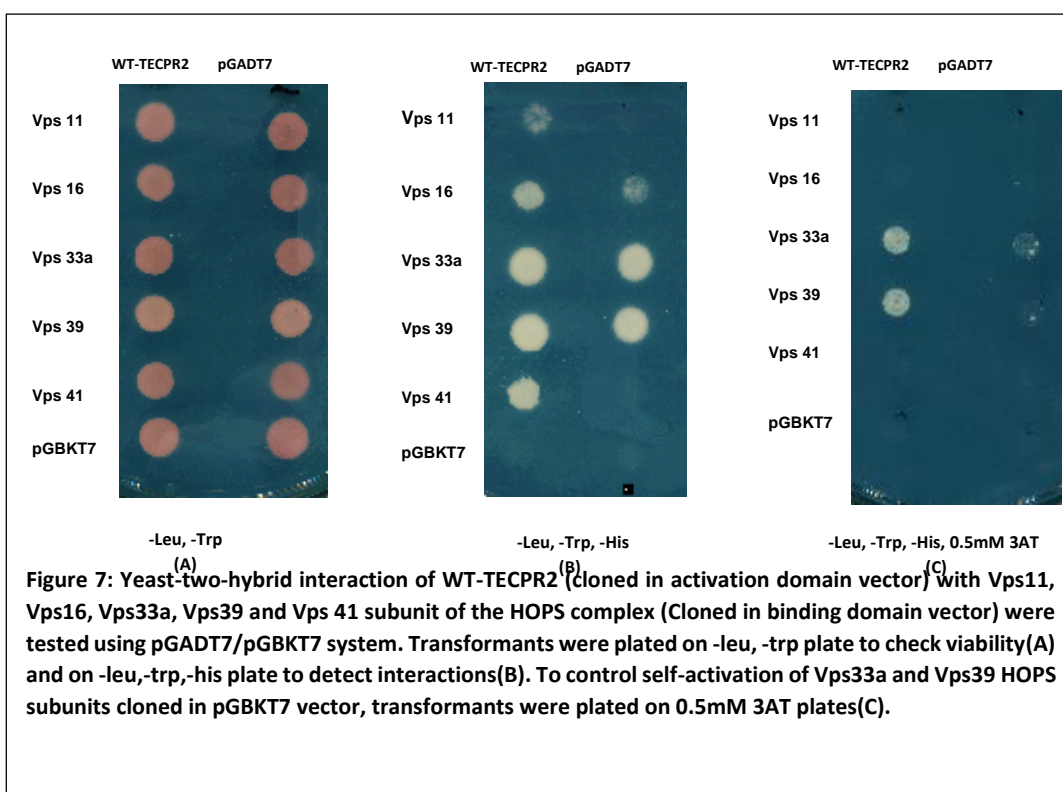 WT-TECPR2 pGADT7
Vps 11
Vps 16
Vps 33a
Vps 39
Vps 41
pGBKT7
-Leu, -Trp
(A)
WT-TECPR2 pGADT7
Vps 11
Vps 16
Vps 33a
Vps 39
Vps 41
pGBKT7
-Leu, -Trp, -His
(B)
WT-TECPR2 pGADT7
Vps 11
Vps 16
Vps 33a
Vps 39
Vps 41
pGBKT7
-Leu, -Trp, -His, 0.5mM 3AT
(C)
Figure 7: Yeast-two-hybrid interaction of WT-TECPR2 (cloned in activation domain vector) with Vps11,
Vps16, Vps33a, Vps39 and Vps 41 subunit of the HOPS complex (Cloned in binding domain vector) were
tested using pGADT7/pGBKT7 system. Transformants were plated on -leu, -trp plate to check viability(A)
and on -leu,-trp,-his plate to detect interactions(B). To control self-activation of Vps33a and Vps39 HOPS
subunits cloned in pGBKT7 vector, transformants were plated on 0.5mM 3AT plates(C).